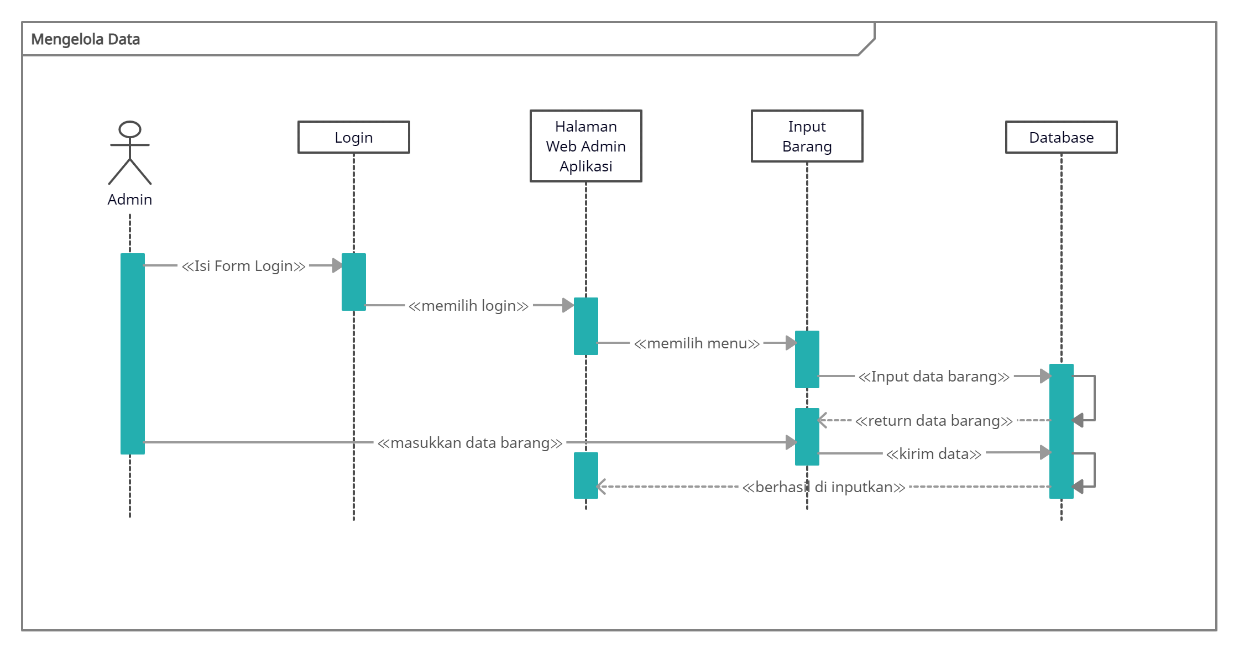 Mengelola Data
Admin
Login
Halaman
Web Admin
Aplikasi
Input
Barang
Database
≪Isi Form Login≫
≪memilih login≫
≪memilih menu≫
≪Input data barang≫
≪return data barang≫
≪masukkan data barang≫
≪kirim data≫
≪berhasil di inputkan≫